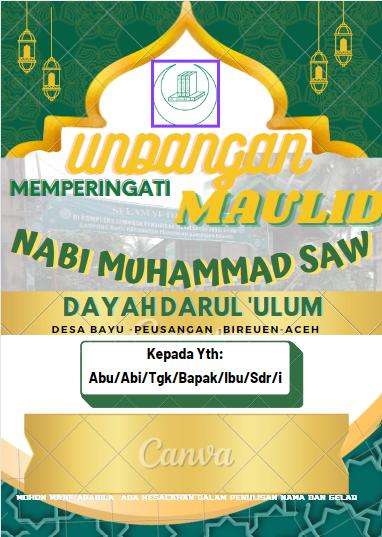 UNDANGAN
MEMPERINGATI
MAULID
SELAMAT
NABI MUHAMMAD SAW
DAYAH DARUL 'ULUM
DESA BAYU -PEUSANGAN -BIREUEN-ACEH
Kepada Yth:
Abu/Abi/Tgk/Bapak/Ibu/Sdr/i
Canva
MOHON MAAF APABILA ADA KESALAHAN DALAM PENULISAN NAMA DAN GELAR